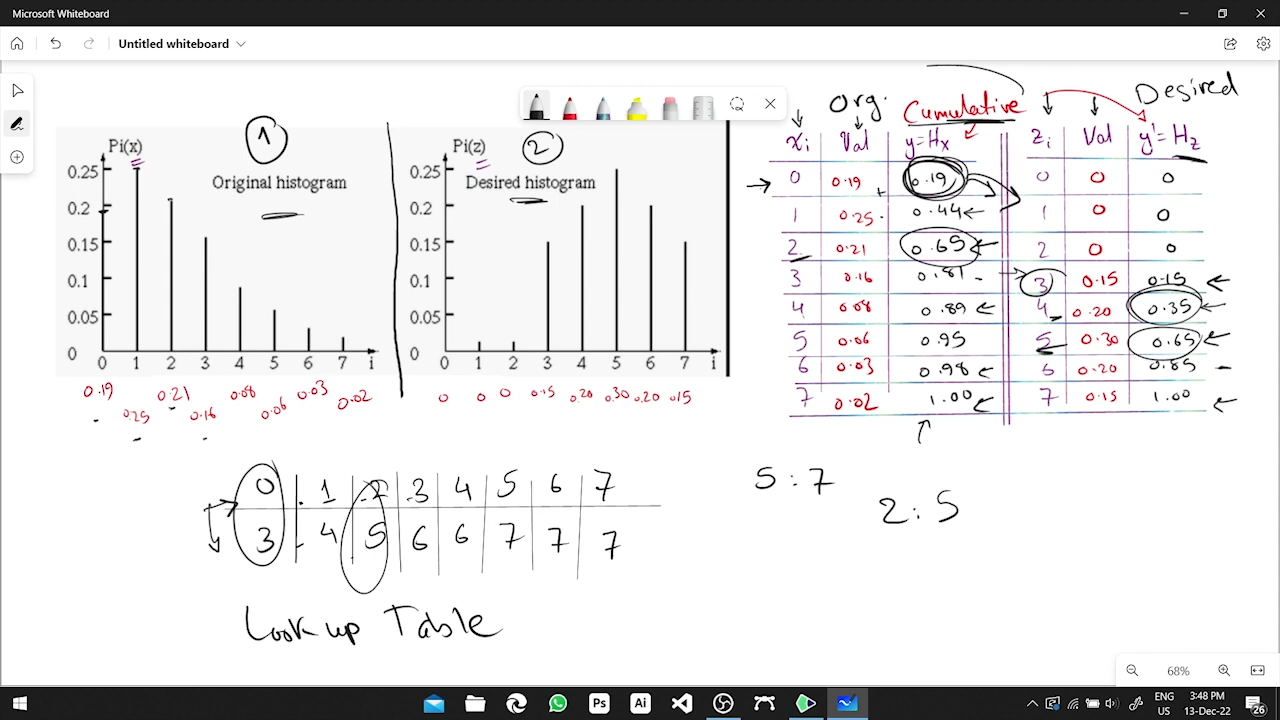 Microsoft Whiteboard
Untitled whiteboard
1
Pi(x)
Original histogram
0.25
0.2
0.15
0.1
0.05
0
0 1 2 3 4 5 6 7 i
0.19 0.25 0.21 0.16 0.08 0.06 0.03 0.02
2
Pi(z)
Desired histogram
0.25
0.2
0.15
0.1
0.05
0
0 1 2 3 4 5 6 7 i
0 0 0 0.15 0.20 0.30 0.20 0.15
Org. Cumulative Desired
xi Val y=Hx zi Val y'=Hz
0 0.19 0.19 0 0 0
1 0.25 0.44 1 0 0
2 0.21 0.65 2 0 0
3 0.16 0.81 3 0.15 0.15
4 0.08 0.89 4 0.20 0.35
5 0.06 0.95 5 0.30 0.65
6 0.03 0.98 6 0.20 0.85
7 0.02 1.00 7 0.15 1.00
0 1 2 3 4 5 6 7
3 4 5 6 6 7 7 7
Look up Table
5 : 7
2 : 5
68%
Ps Ai
ENG
US
3:48 PM
13-Dec-22
26